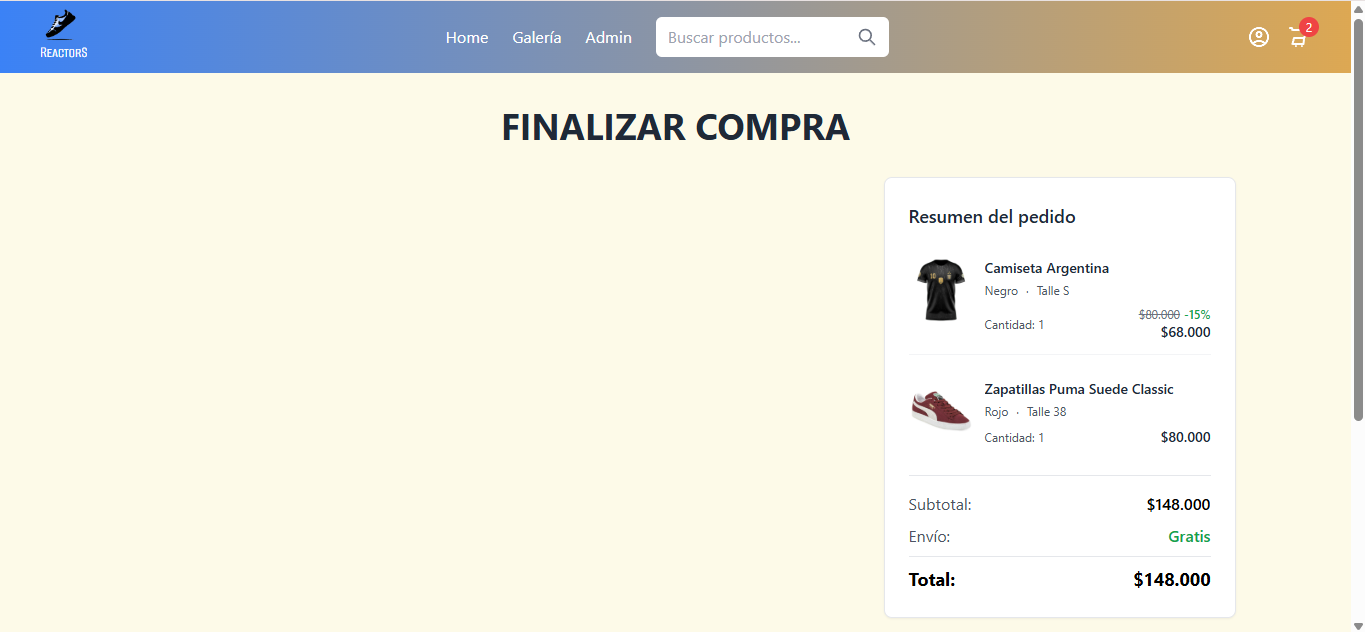 REACTORS
Home Galería Admin Buscar productos... 2
FINALIZAR COMPRA
Resumen del pedido
Camiseta Argentina
Negro · Talle S
$80.000 -15%
Cantidad: 1
$68.000
Zapatillas Puma Suede Classic
Rojo · Talle 38
Cantidad: 1 $80.000
Subtotal: $148.000
Envío: Gratis
Total: $148.000